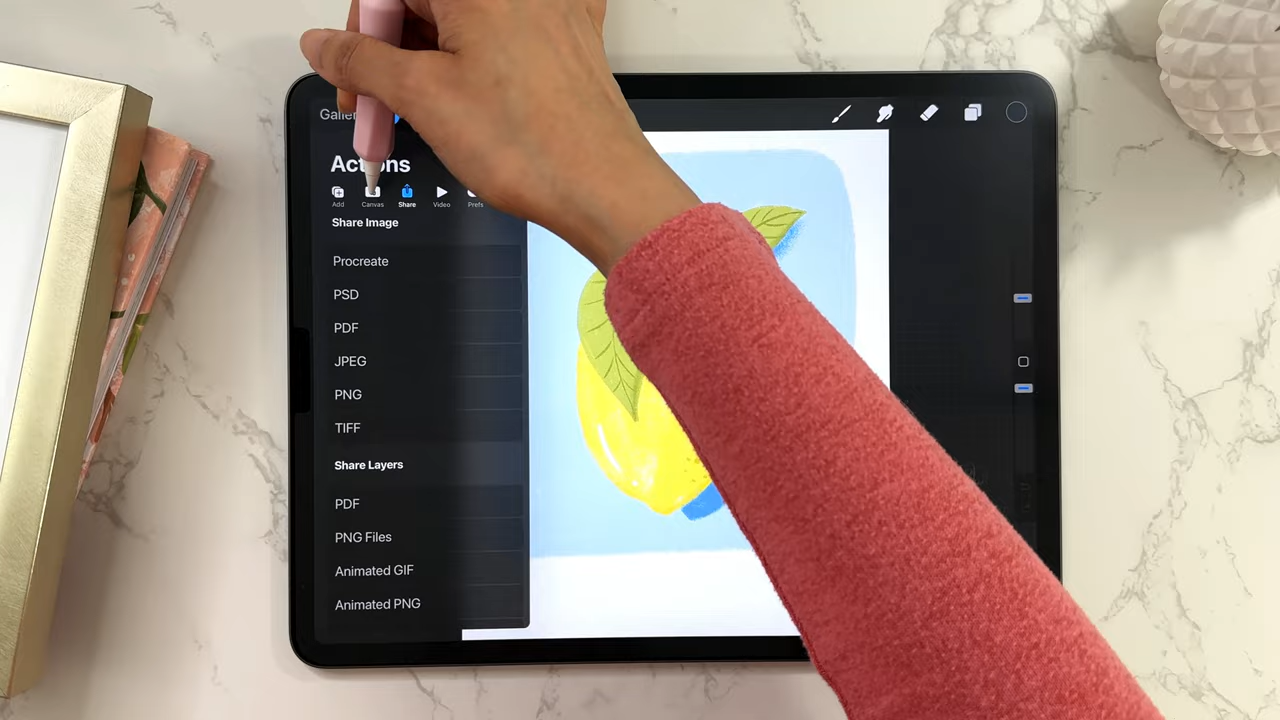 Actions
Add Canvas Share Video Prefs
Share Image
Procreate
PSD
PDF
JPEG
PNG
TIFF
Share Layers
PDF
PNG Files
Animated GIF
Animated PNG